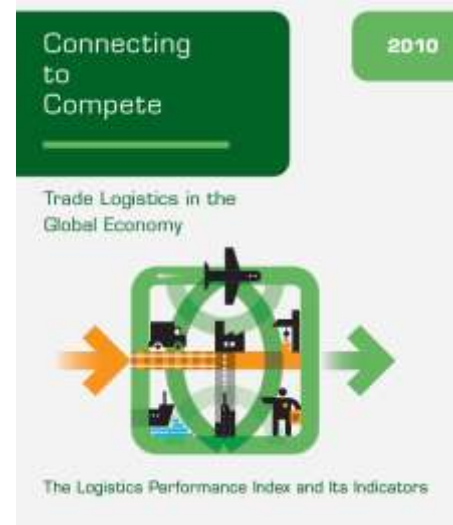 Connecting
to
Compete
2010
Trade Logistics in the
Global Economy
The Logistics Performance Index and Its Indicators